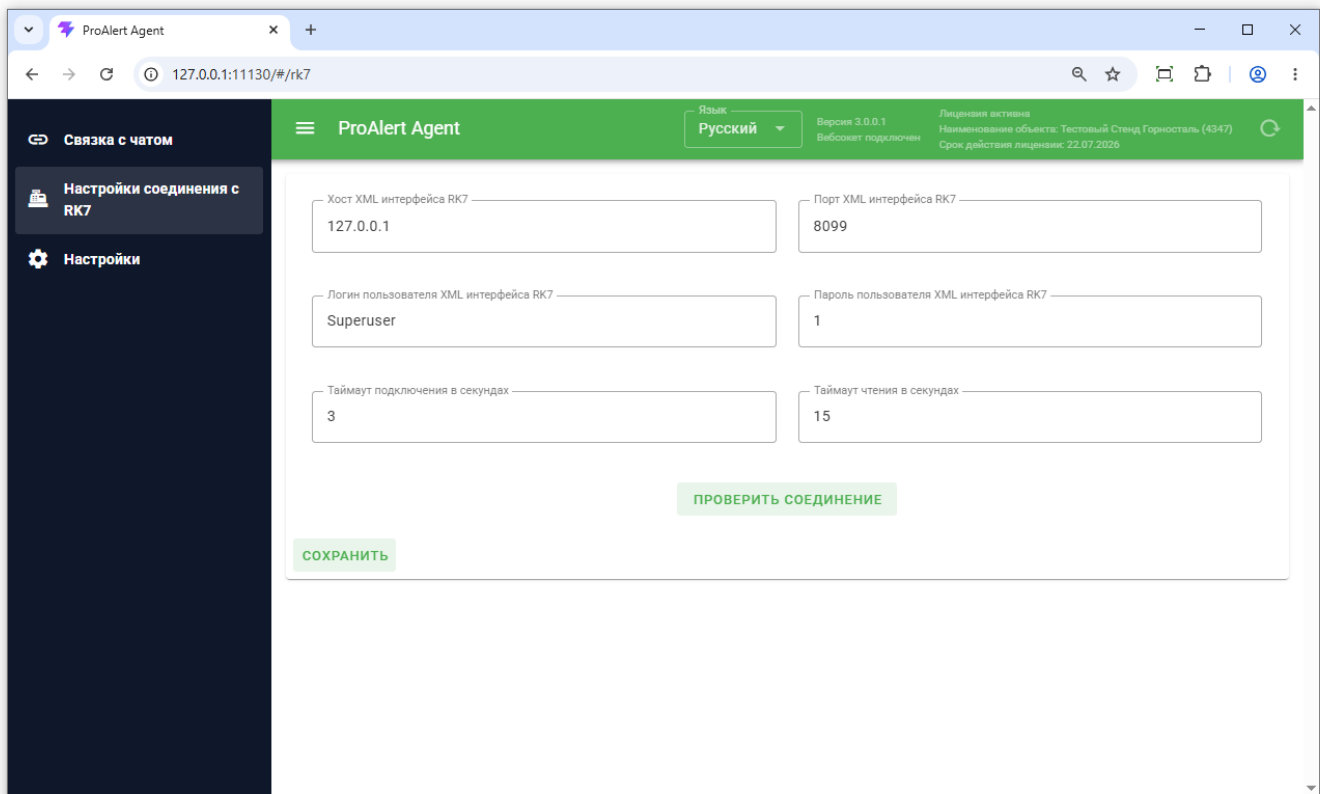 ProAlert Agent
127.0.0.1:11130/#/rk7
Связка с чатом
Настройки соединения с
RK7
Настройки
ProAlert Agent
Язык
Русский
Версия 3.0.0.1
Вебсокет подключен
Лицензия активна
Наименование объекта: Тестовый Стенд Горносталь (4347)
Срок действия лицензии: 22.07.2026
Хост XML интерфейса RK7
127.0.0.1
Порт XML интерфейса RK7
8099
Логин пользователя XML интерфейса RK7
Superuser
Пароль пользователя XML интерфейса RK7
1
Таймаут подключения в секундах
3
Таймаут чтения в секундах
15
ПРОВЕРИТЬ СОЕДИНЕНИЕ
СОХРАНИТЬ